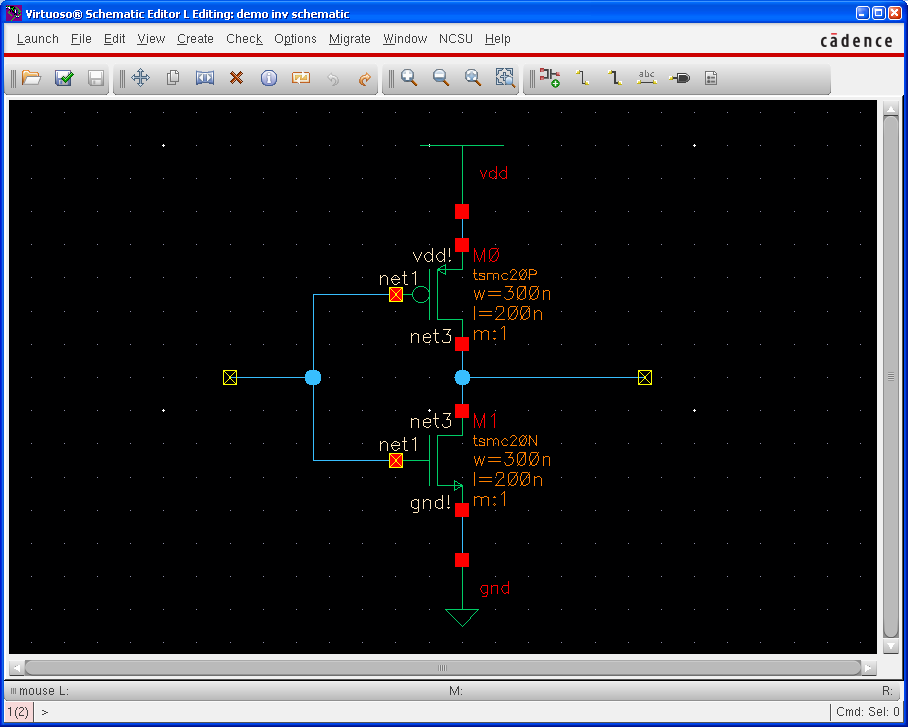 Virtuoso® Schematic Editor L Editing: demo inv schematic
Launch File Edit View Create Check Options Migrate Window NCSU Help
cādence
abc
vdd
vdd!
M0
tsmc20P
net1
w=300n
l=200n
net3
m:1
net3
M1
tsmc20N
net1
w=300n
l=200n
gnd!
m:1
gnd
mouse L: M: R:
1(2) > Cmd: Sel: 0